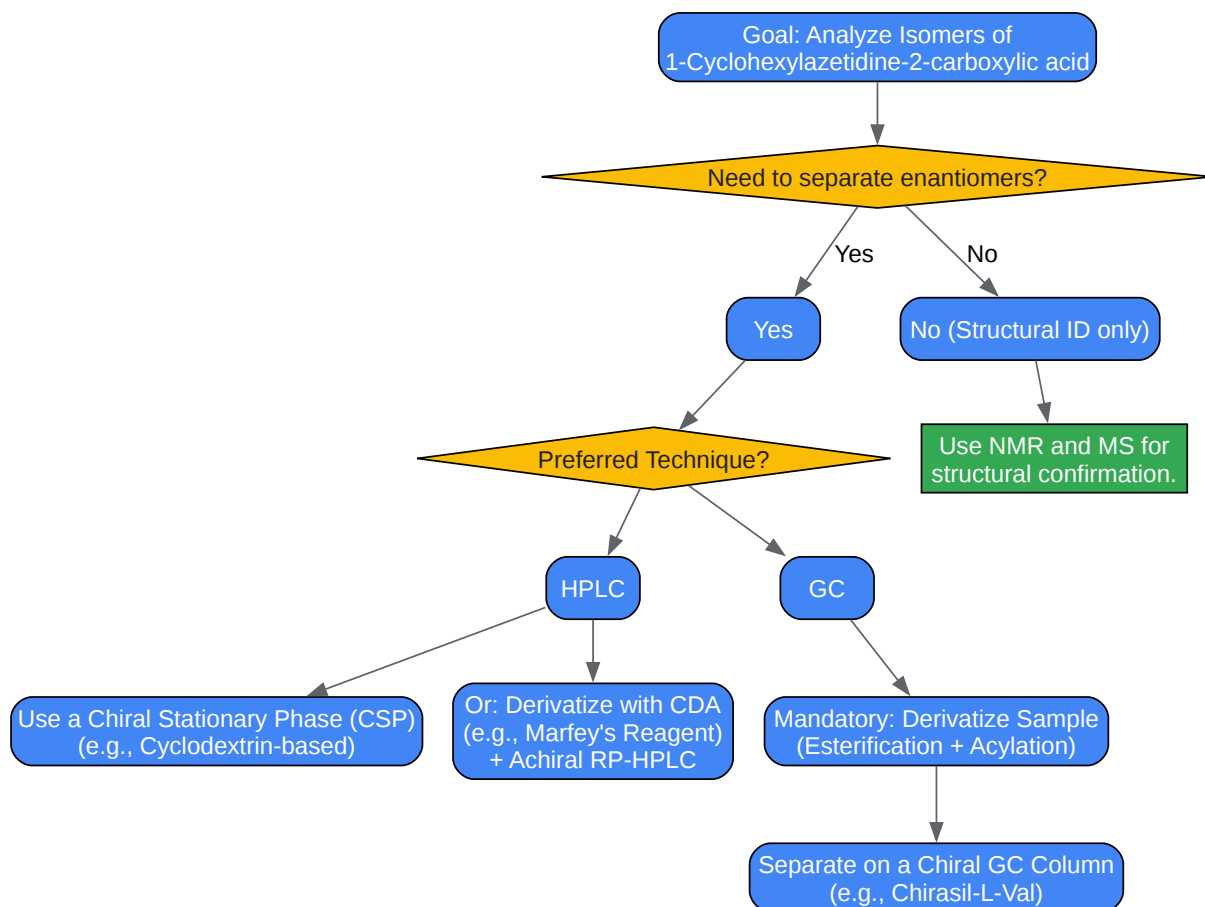 Goal: Analyze Isomers of
1-Cyclohexylazetidine-2-carboxylic acid
Need to separate enantiomers?
Yes
No
Yes
No (Structural ID only)
Preferred Technique?
Use NMR and MS for
structural confirmation.
HPLC
GC
Use a Chiral Stationary Phase (CSP)
(e.g., Cyclodextrin-based)
Or: Derivatize with CDA
(e.g., Marfey's Reagent)
+ Achiral RP-HPLC
Mandatory: Derivatize Sample
(Esterification + Acylation)
Separate on a Chiral GC Column
(e.g., Chirasil-L-Val)